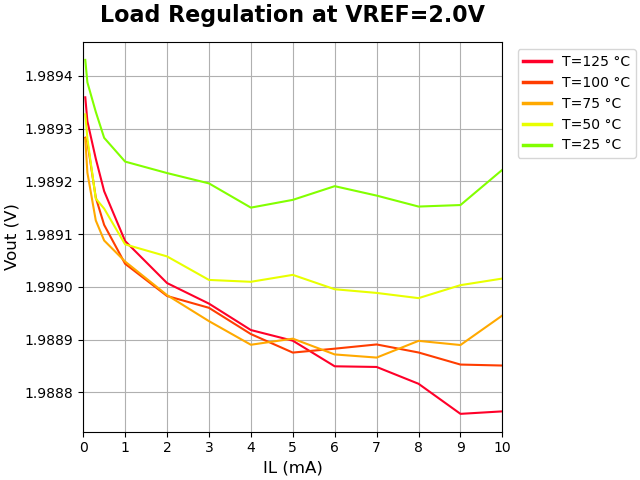 Load Regulation at VREF=2.0V
T=125 °C
T=100 °C
T=75 °C
T=50 °C
T=25 °C
Vout (V)
1.9894
1.9893
1.9892
1.9891
1.9890
1.9889
1.9888
0 1 2 3 4 5 6 7 8 9 10
IL (mA)